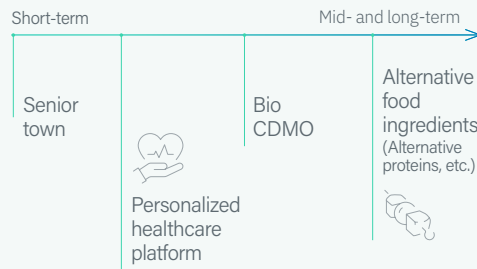 Short-term
Mid- and long-term
Senior
town
Personalized
healthcare
platform
Bio
CDMO
Alternative
food
ingredients
(Alternative
proteins, etc.)